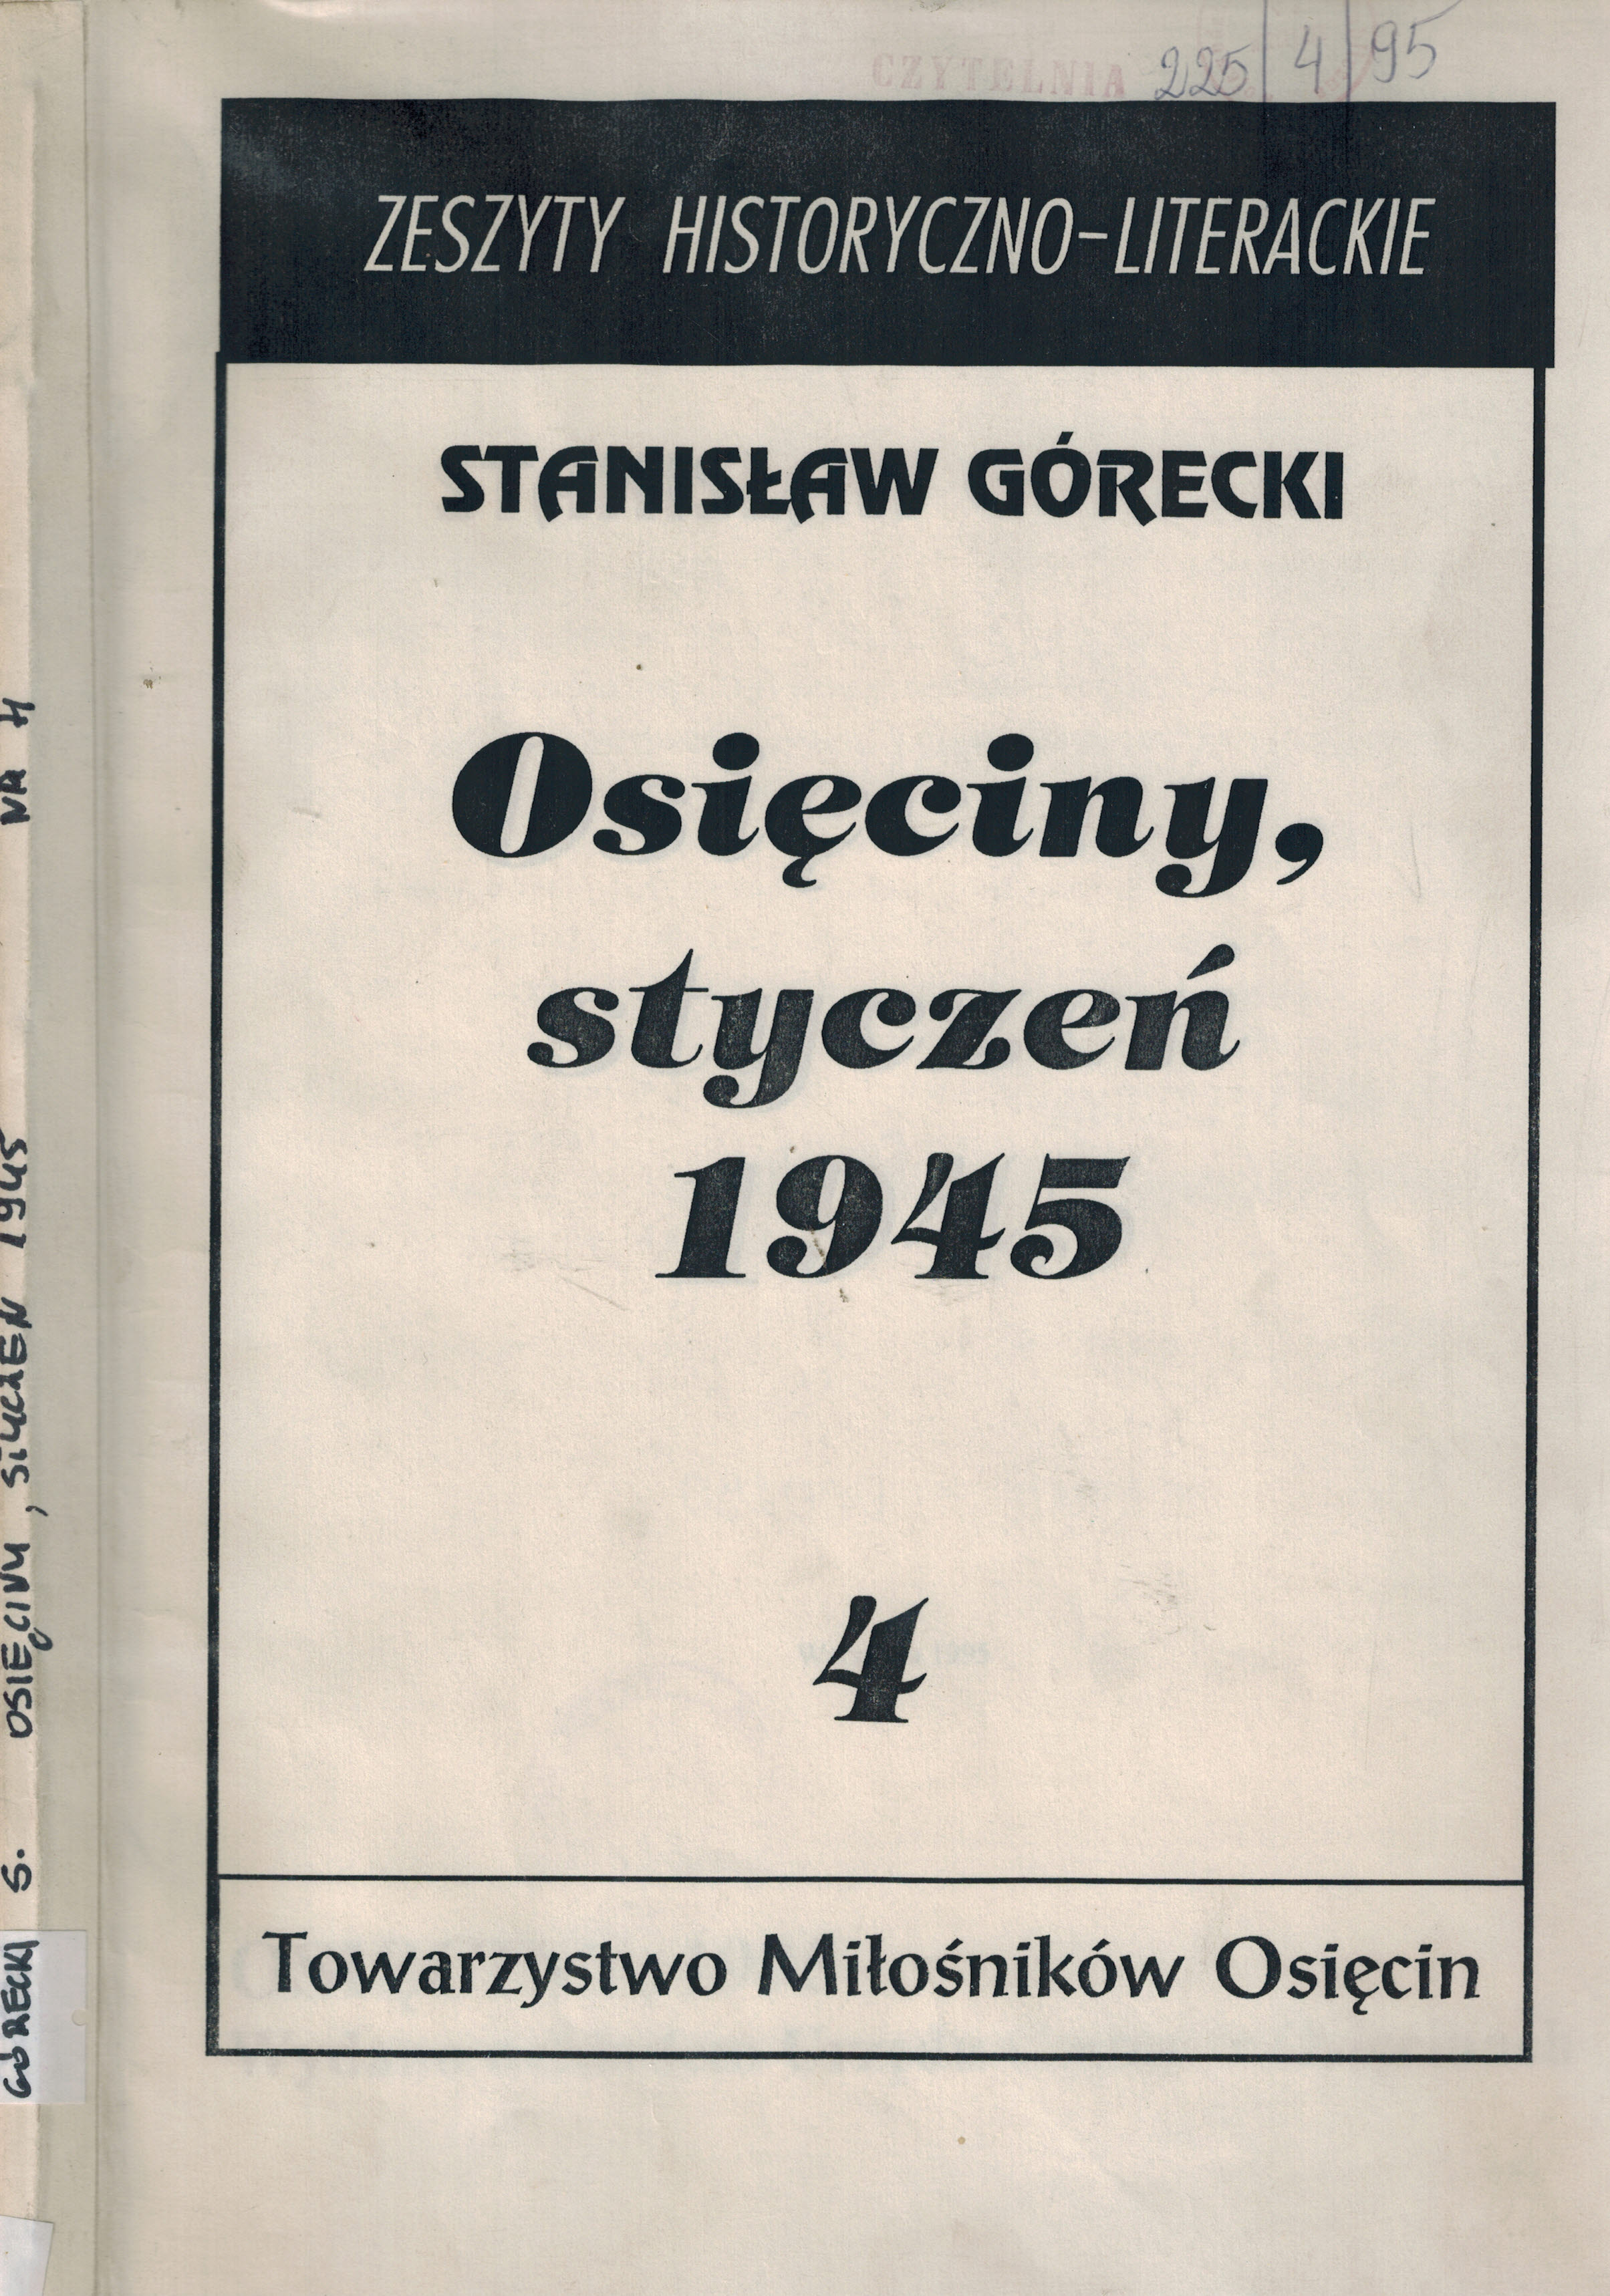 CZYTELNIA 225/4/95
ZESZYTY HISTORYCZNO-LITERACKIE
STANISŁAW GÓRECKI
Osięciny,
styczeń
1945
4
Towarzystwo Miłośników Osięcin
GÓRECKI S. OSIĘCINY, STYCZEŃ 1945 NR 4